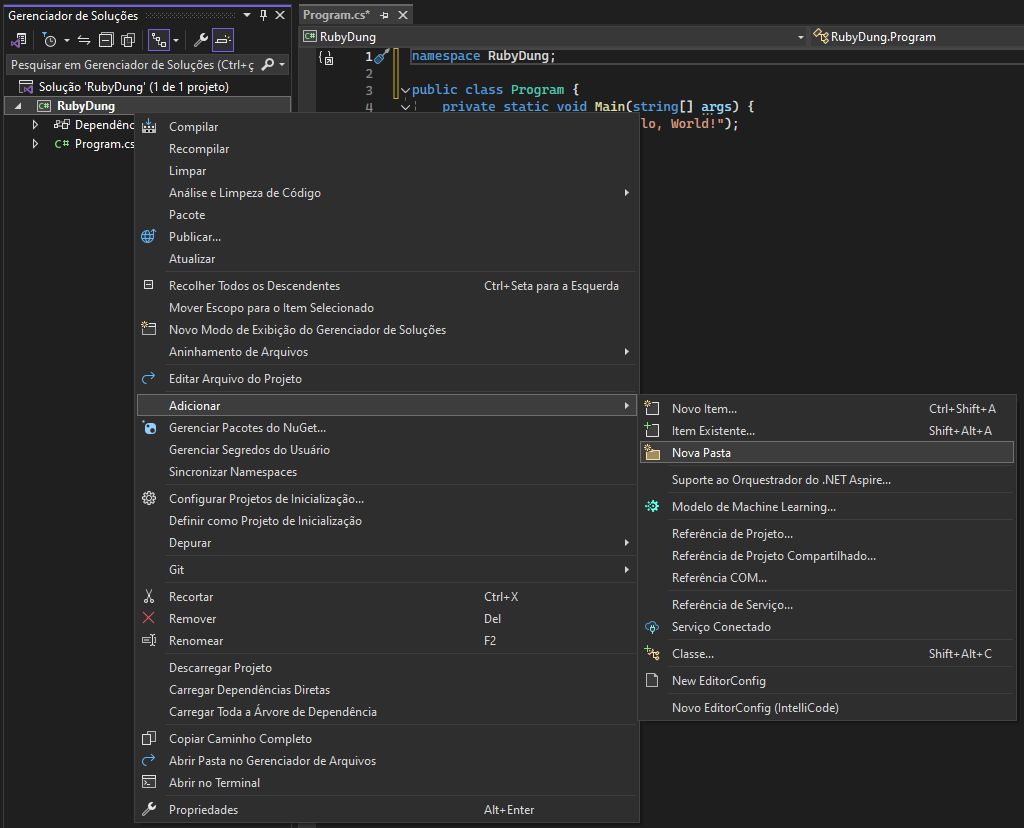 Gerenciador de Soluções
Pesquisar em Gerenciador de Soluções (Ctrl+ç
Solução 'RubyDung' (1 de 1 projeto)
C# RubyDung
Dependênc
C# Program.cs
Program.cs*
C# RubyDung
RubyDung.Program
1 namespace RubyDung;
2
3 public class Program {
4 private static void Main(string[] args) {
lo, World!");
Compilar
Recompilar
Limpar
Análise e Limpeza de Código
Pacote
Publicar...
Atualizar
Recolher Todos os Descendentes Ctrl+Seta para a Esquerda
Mover Escopo para o Item Selecionado
Novo Modo de Exibição do Gerenciador de Soluções
Aninhamento de Arquivos
Editar Arquivo do Projeto
Adicionar
Gerenciar Pacotes do NuGet...
Gerenciar Segredos do Usuário
Sincronizar Namespaces
Configurar Projetos de Inicialização...
Definir como Projeto de Inicialização
Depurar
Git
Recortar Ctrl+X
Remover Del
Renomear F2
Descarregar Projeto
Carregar Dependências Diretas
Carregar Toda a Árvore de Dependência
Copiar Caminho Completo
Abrir Pasta no Gerenciador de Arquivos
Abrir no Terminal
Propriedades Alt+Enter
Novo Item... Ctrl+Shift+A
Item Existente... Shift+Alt+A
Nova Pasta
Suporte ao Orquestrador do .NET Aspire...
Modelo de Machine Learning...
Referência de Projeto...
Referência de Projeto Compartilhado...
Referência COM...
Referência de Serviço...
Serviço Conectado
Classe... Shift+Alt+C
New EditorConfig
Novo EditorConfig (IntelliCode)